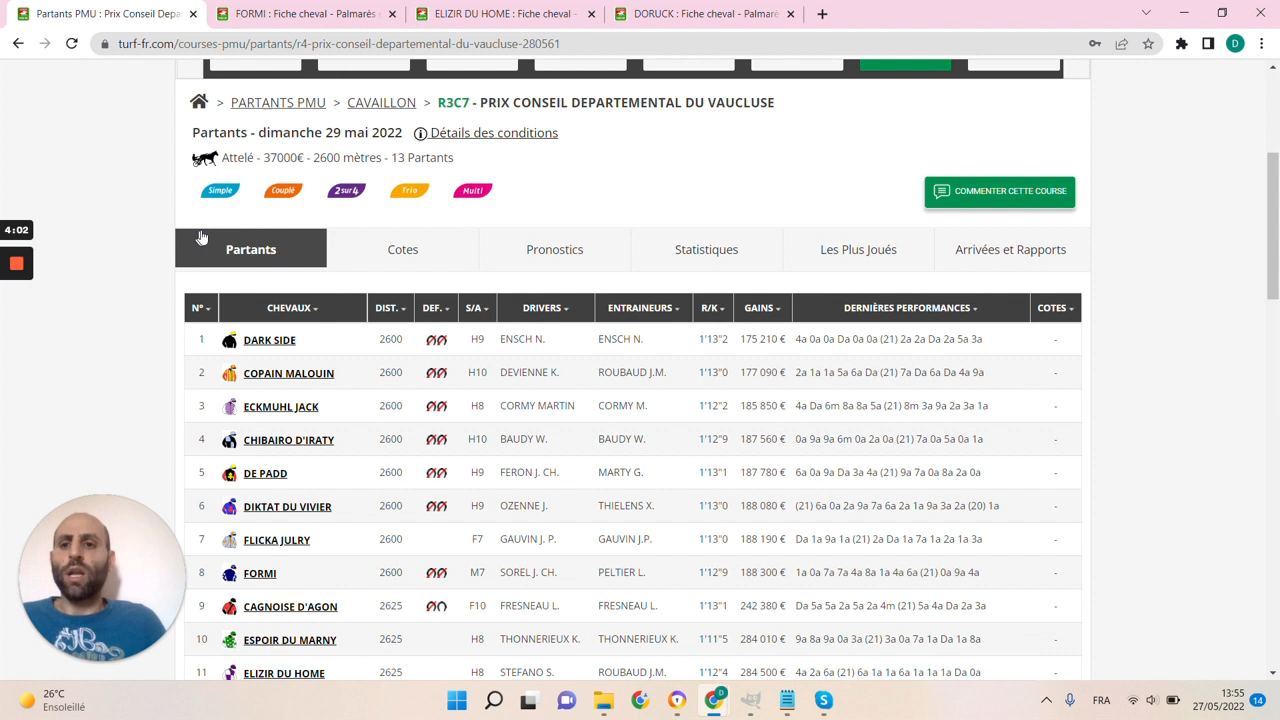 Partants PMU : Prix Conseil Depa
FORMI : Fiche cheval - Palmarès
ELIZIR DU HOME : Fiche cheval -
DORUCK : Fiche cheval - Palmarè
turf-fr.com/courses-pmu/partants/r4-prix-conseil-departemental-du-vaucluse-280561
D
> PARTANTS PMU > CAVAILLON > R3C7 - PRIX CONSEIL DEPARTEMENTAL DU VAUCLUSE
Partants - dimanche 29 mai 2022 Détails des conditions
Attelé - 37000€ - 2600 mètres - 13 Partants
Simple Couplé 2sur4 Trio Multi
COMMENTER CETTE COURSE
4:02
Partants Cotes Pronostics Statistiques Les Plus Joués Arrivées et Rapports
N° CHEVAUX DIST. DEF. S/A DRIVERS ENTRAINEURS R/K GAINS DERNIÈRES PERFORMANCES COTES
1 DARK SIDE 2600 H9 ENSCH N. ENSCH N. 1'13"2 175 210 € 4a 0a 0a Da 0a 0a (21) 2a 2a Da 2a 5a 3a -
2 COPAIN MALOUIN 2600 H10 DEVIENNE K. ROUBAUD J.M. 1'13"0 177 090 € 2a 1a 1a 5a 6a Da (21) 7a Da 6a Da 4a 9a -
3 ECKMUHL JACK 2600 H8 CORMY MARTIN CORMY M. 1'12"2 185 850 € 4a Da 6m 8a 8a 5a (21) 8m 3a 9a 2a 3a 1a -
4 CHIBAIRO D'IRATY 2600 H10 BAUDY W. BAUDY W. 1'12"9 187 560 € 0a 9a 9a 6m 0a 2a 0a (21) 7a 0a 5a 0a 1a -
5 DE PADD 2600 H9 FERON J. CH. MARTY G. 1'13"1 187 780 € 6a 0a 9a Da 3a 4a (21) 9a 7a 0a 8a 2a 0a -
6 DIKTAT DU VIVIER 2600 H9 OZENNE J. THIELENS X. 1'13"0 188 080 € (21) 6a 0a 2a 9a 7a 6a 2a 1a 9a 3a 2a (20) 1a -
7 FLICKA JULRY 2600 F7 GAUVIN J. P. GAUVIN J.P. 1'13"0 188 190 € Da 1a 9a 1a (21) 2a Da 1a 7a 1a 2a 1a 3a -
8 FORMI 2600 M7 SOREL J. CH. PELTIER L. 1'12"9 188 300 € 1a 0a 7a 7a 4a 8a 1a 4a 6a (21) 0a 9a 4a -
9 CAGNOISE D'AGON 2625 F10 FRESNEAU L. FRESNEAU L. 1'13"1 242 380 € Da 5a 5a 2a 5a 2a 4m (21) 5a 4a Da 2a 3a -
10 ESPOIR DU MARNY 2625 H8 THONNERIEUX K. THONNERIEUX K. 1'11"5 284 010 € 9a 8a 9a 0a 3a (21) 3a 0a 7a 1a Da 1a 8a -
11 ELIZIR DU HOME 2625 H8 STEFANO S. ROUBAUD J.M. 1'12"4 284 500 € 4a 2a 6a (21) 6a 1a 1a 6a 1a 1a 1a Da 0a -
26°C
Ensoleillé
D
FRA
13:55
27/05/2022
14